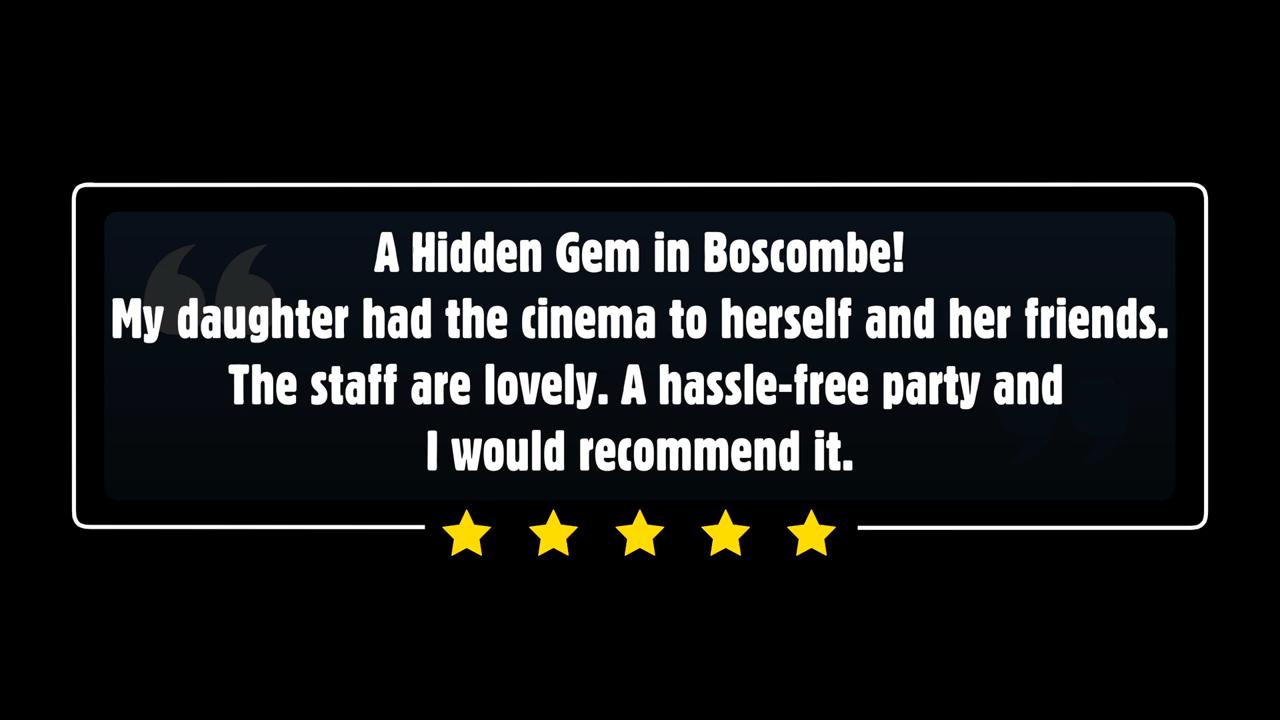 A Hidden Gem in Boscombe!
My daughter had the cinema to herself and her friends.
The staff are lovely. A hassle-free party and
I would recommend it.